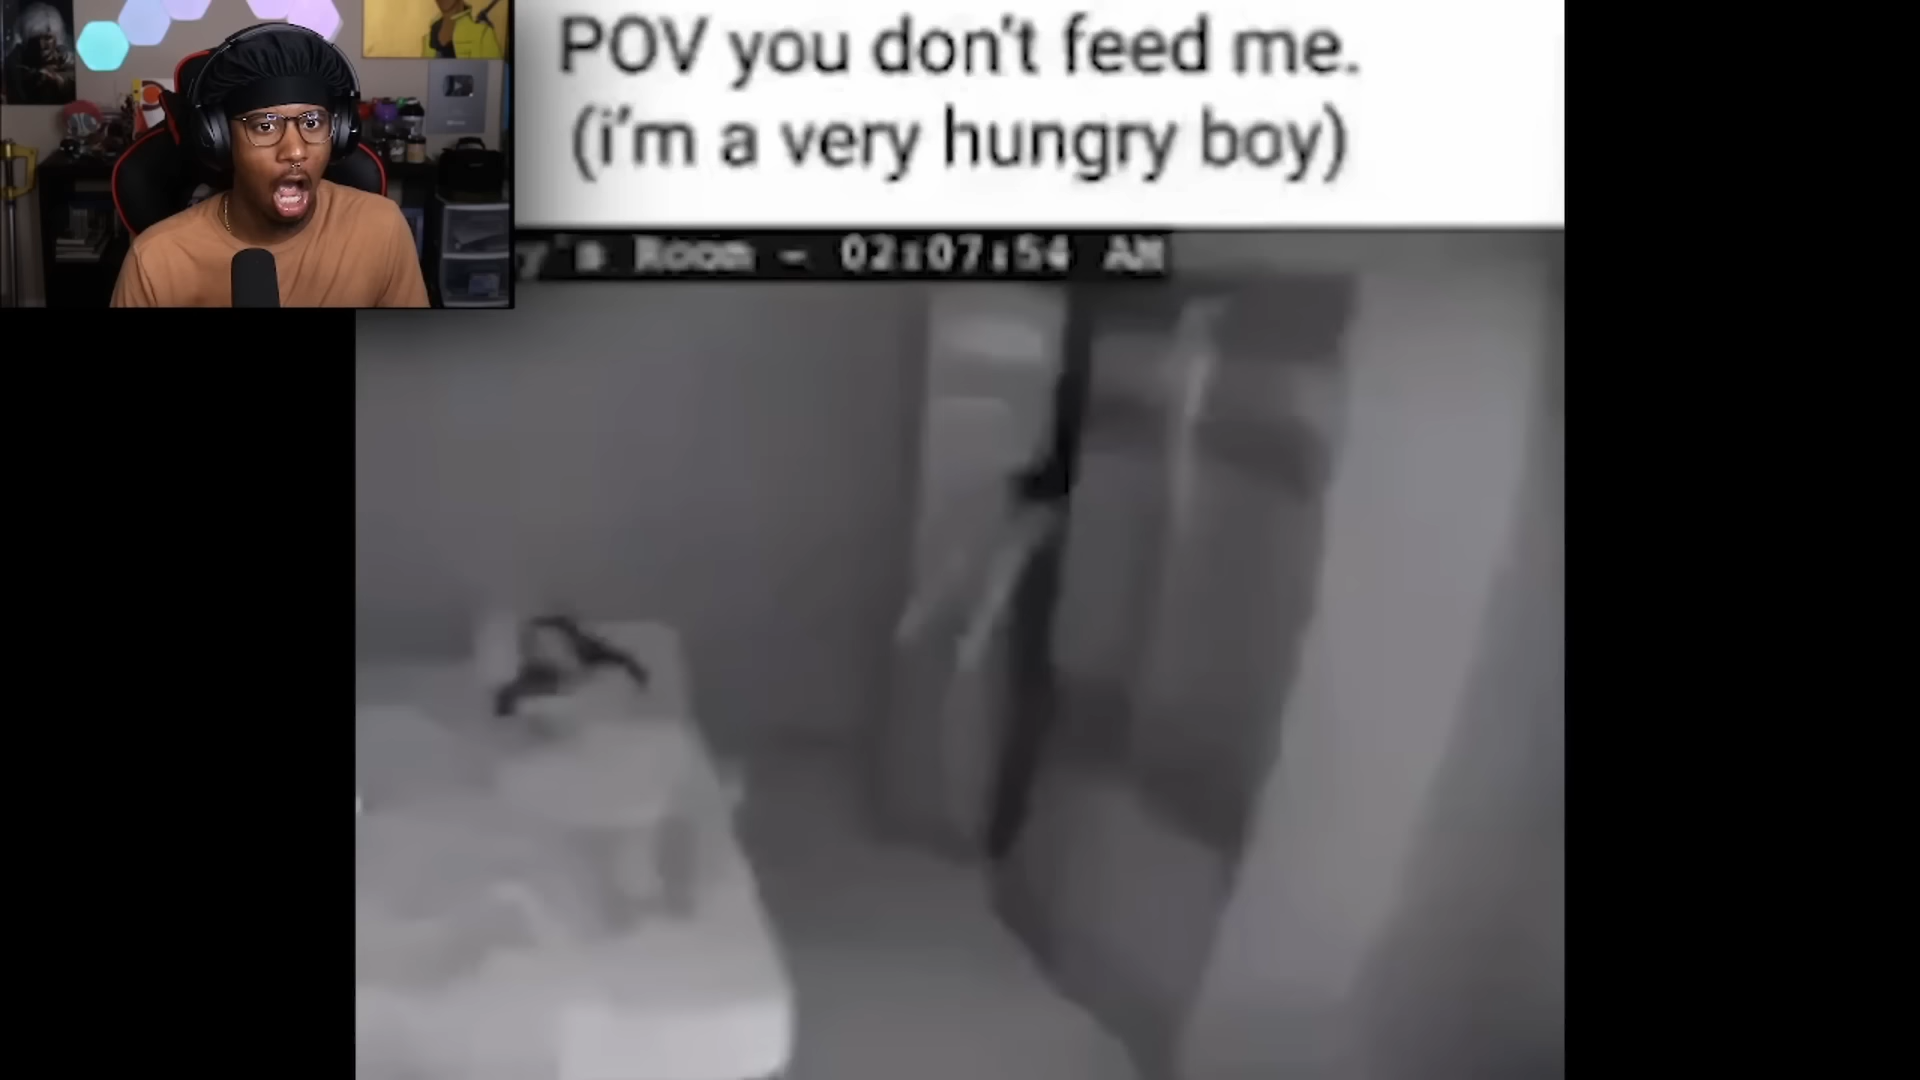 POV you don't feed me.
(i'm a very hungry boy)
y's Room - 02:07:54 AM